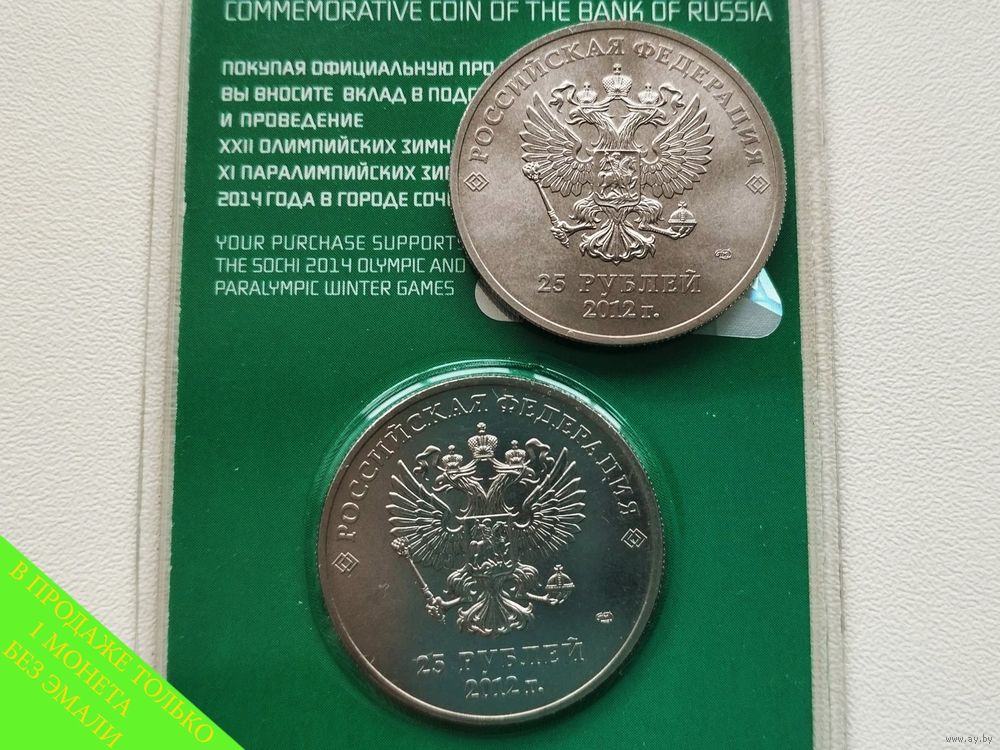 COMMEMORATIVE COIN OF THE BANK OF RUSSIA
ПОКУПАЯ ОФИЦИАЛЬНУЮ ПРО
ВЫ ВНОСИТЕ ВКЛАД В ПОДГ
И ПРОВЕДЕНИЕ
XXII ОЛИМПИЙСКИХ ЗИМН
XI ПАРАЛИМПИЙСКИХ ЗИ
2014 ГОДА В ГОРОДЕ СОЧ
YOUR PURCHASE SUPPORTS
THE SOCHI 2014 OLYMPIC AND
PARALYMPIC WINTER GAMES
РОССИЙСКАЯ ФЕДЕРАЦИЯ
25 РУБЛЕЙ
2012 г.
РОССИЙСКАЯ ФЕДЕРАЦИЯ
25 РУБЛЕЙ
2012 г.
В ПРОДАЖЕ ТОЛЬКО
1 МОНЕТА
БЕЗ ЭМАЛИ
www.ay.by